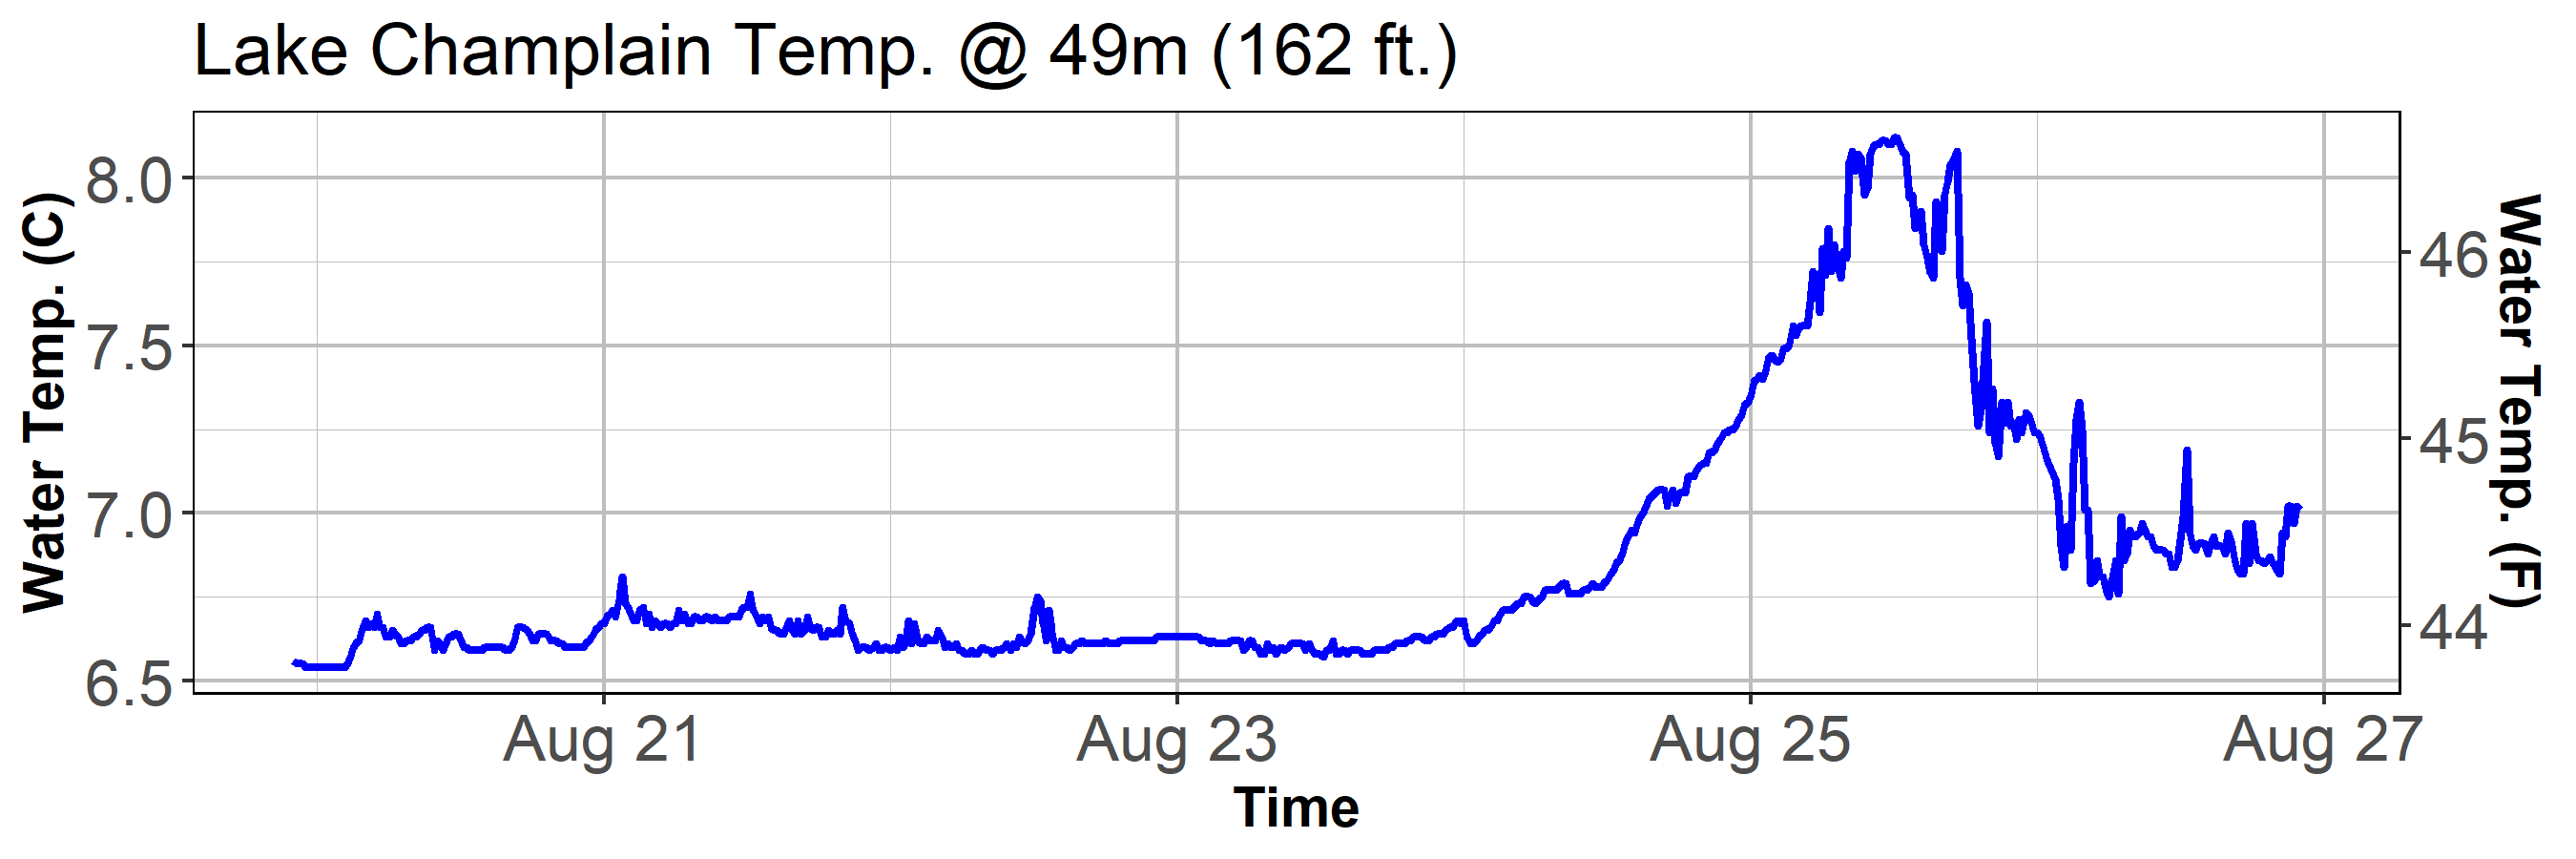 Lake Champlain Temp. @ 49m (162 ft.)
Water Temp. (C)
8.0
7.5
7.0
6.5
46
45
44
Water Temp. (F)
Aug 21 Aug 23 Aug 25 Aug 27
Time